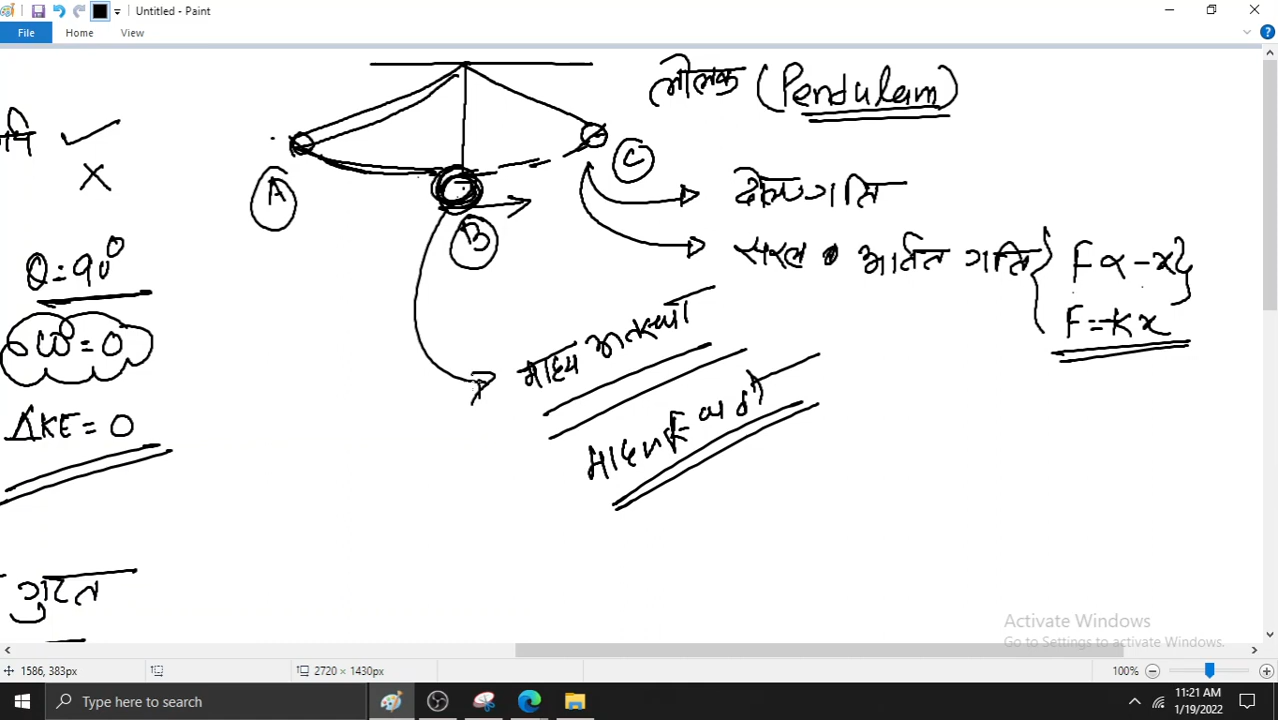 Untitled - Paint
File Home View
लोलक (Pendulum)
✓
X
A
B
C
दोलन गति
सरल आवर्त गति { F ∝ -x }
F = -Kx
Q = 90°
W = 0
ΔKE = 0
माध्य अवस्था
गुरुत्व
Activate Windows
Go to Settings to activate Windows.
1586, 383px
2720 × 1430px
100%
Type here to search
11:21 AM
1/19/2022